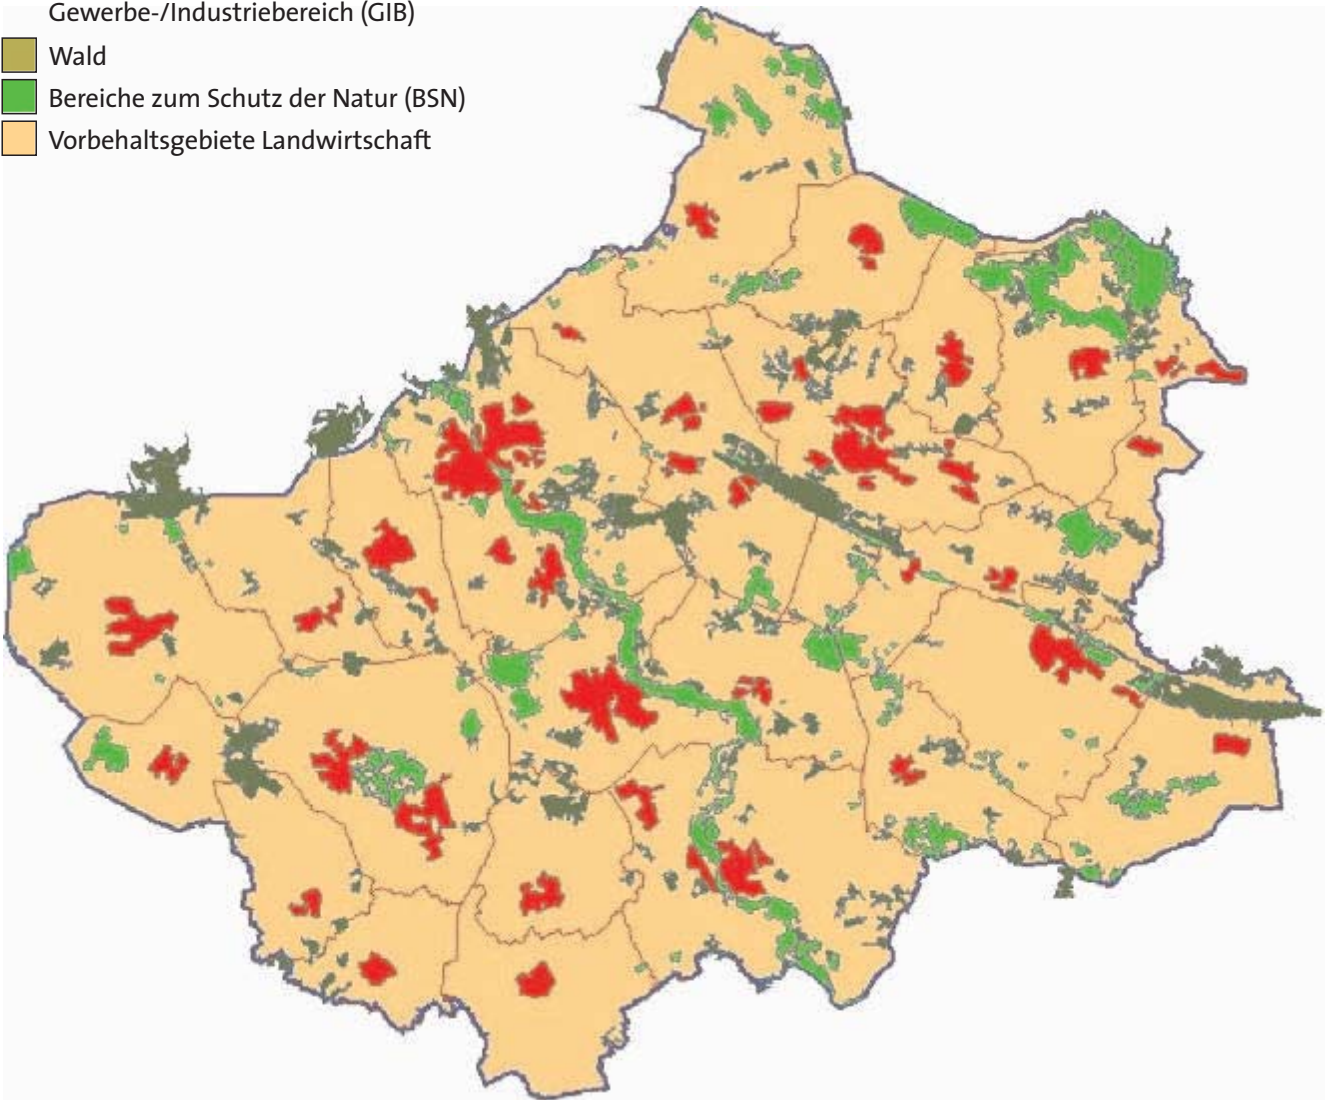 Gewerbe-/Industriebereich (GIB)
Wald
Bereiche zum Schutz der Natur (BSN)
Vorbehaltsgebiete Landwirtschaft